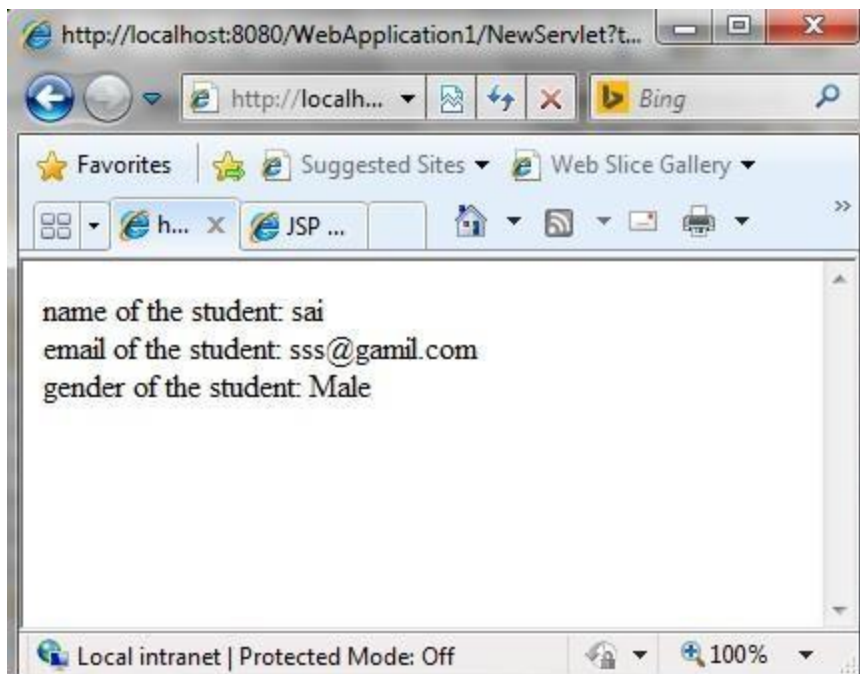 http://localhost:8080/WebApplication1/NewServlet?t...
http://localh...
Bing
Favorites
Suggested Sites
Web Slice Gallery
h...
JSP ...
name of the student: sai
email of the student: sss@gamil.com
gender of the student: Male
Local intranet | Protected Mode: Off
100%